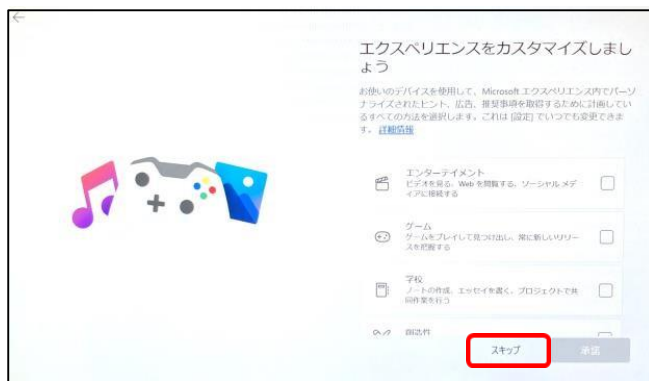 エクスペリエンスをカスタマイズしまし
ょう
お使いのデバイスを使用して、Microsoft エクスペリエンス内でパーソ
ナライズされたヒント、広告、推奨事項を取得するために計画してい
るすべての方法を選択します。これは [設定] でいつでも変更できま
す。 詳細情報
エンターテイメント
ビデオを見る、Web を閲覧する、ソーシャル メデ
ィアに接続する
ゲーム
ゲームをプレイして見つけ出し、常に新しいリリー
スを把握する
学校
ノートの作成、エッセイを書く、プロジェクトで共
同作業を行う
創造性
スキップ
承諾